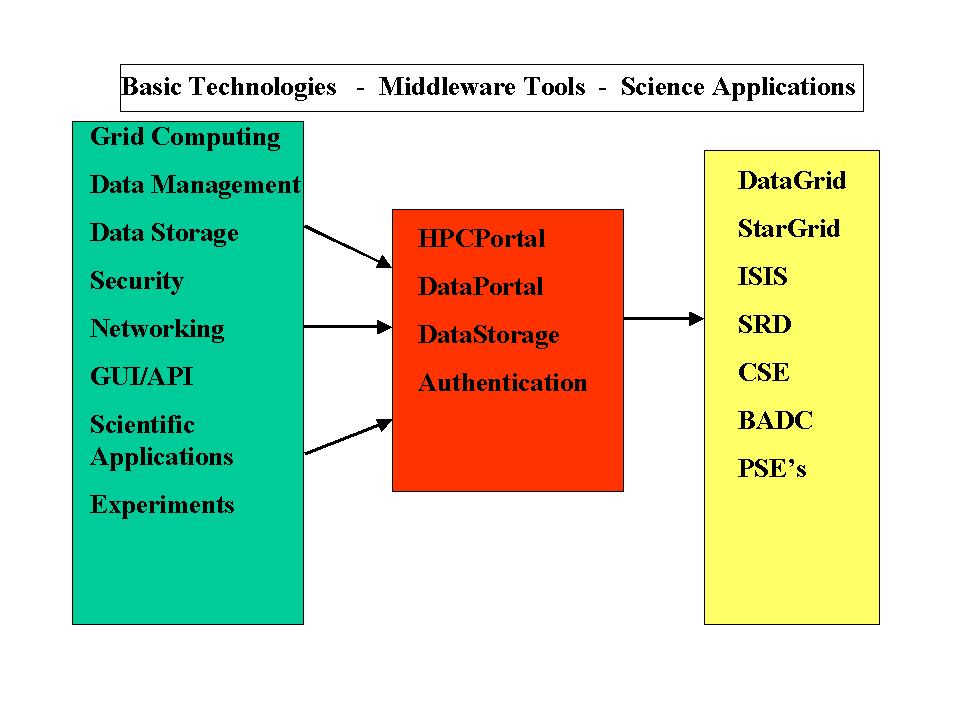 Basic Technologies - Middleware Tools - Science Applications
Grid Computing
Data Management
Data Storage
Security
Networking
GUI/API
Scientific
Applications
Experiments
HPCPortal
DataPortal
DataStorage
Authentication
DataGrid
StarGrid
ISIS
SRD
CSE
BADC
PSE’s